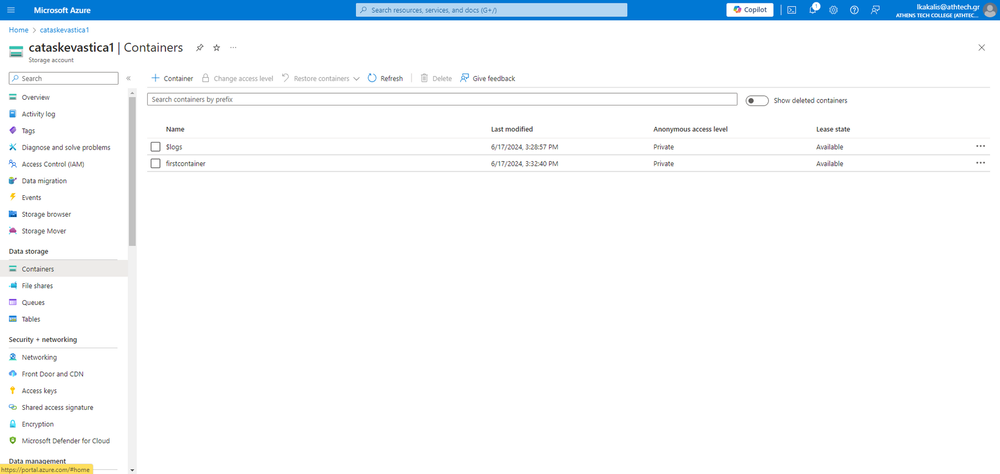 Microsoft Azure
Search resources, services, and docs (G+/)
Copilot
1
lkakalis@athtech.gr
ATHENS TECH COLLEGE (ATHTEC...
Home > cataskevastica1
cataskevastica1 | Containers
Storage account
Search
Container Change access level Restore containers Refresh Delete Give feedback
Search containers by prefix
Show deleted containers
Name Last modified Anonymous access level Lease state
$logs 6/17/2024, 3:28:57 PM Private Available
firstcontainer 6/17/2024, 3:32:40 PM Private Available
Overview
Activity log
Tags
Diagnose and solve problems
Access Control (IAM)
Data migration
Events
Storage browser
Storage Mover
Data storage
Containers
File shares
Queues
Tables
Security + networking
Networking
Front Door and CDN
Access keys
Shared access signature
Encryption
Microsoft Defender for Cloud
Data management
https://portal.azure.com/#home